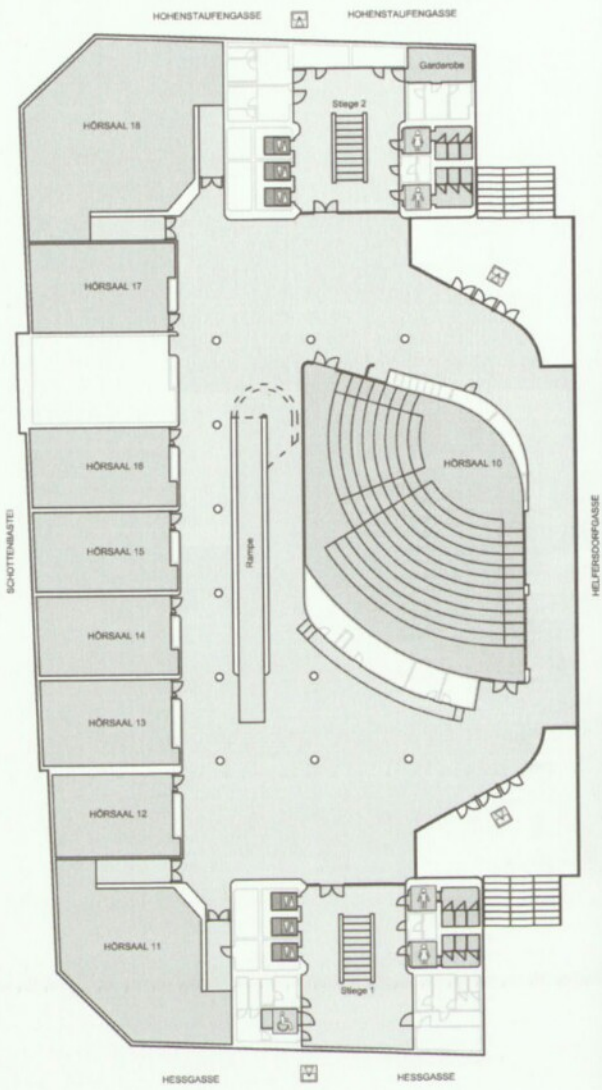 HOHENSTAUFENGASSE HOHENSTAUFENGASSE
Garderobe
Stiege 2
HÖRSAAL 18
HÖRSAAL 17
HÖRSAAL 16
HÖRSAAL 10
SCHOTTENBASTEI
HÖRSAAL 15
Rampe
HELFERSDORFGASSE
HÖRSAAL 14
HÖRSAAL 13
HÖRSAAL 12
HÖRSAAL 11
Stiege 1
HESSGASSE HESSGASSE